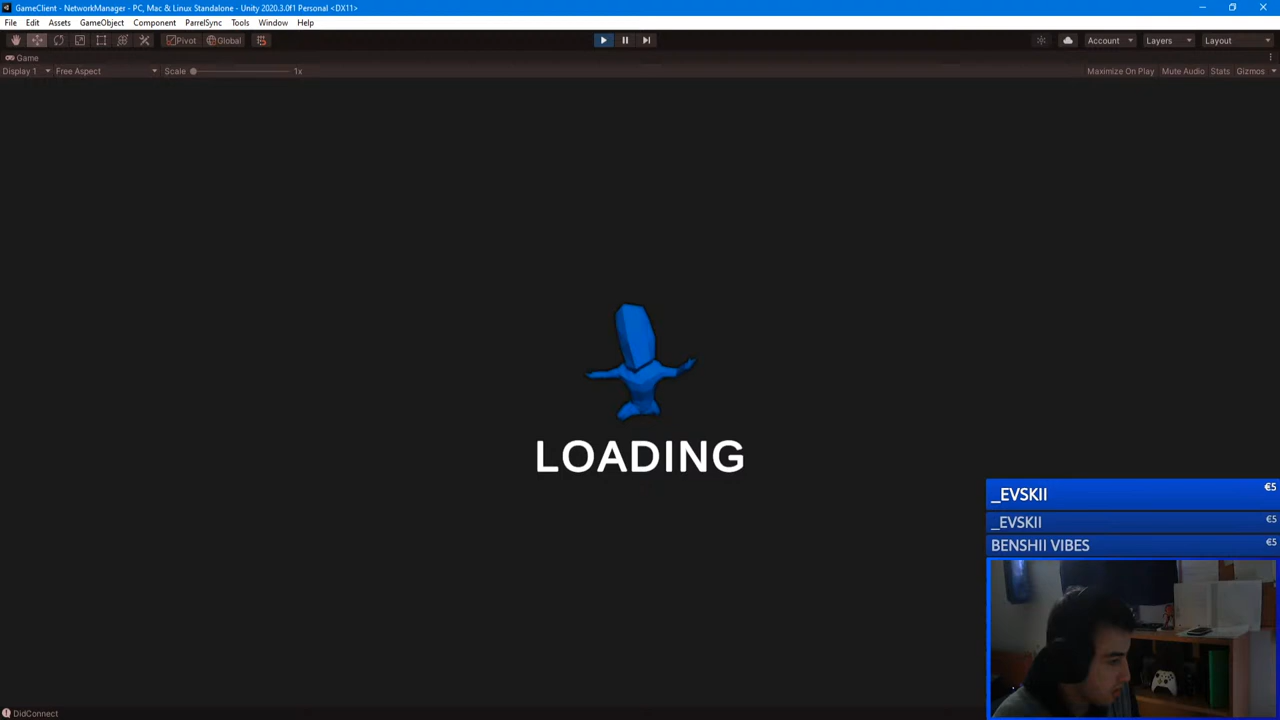 GameClient - NetworkManager - PC, Mac & Linux Standalone - Unity 2020.3.0f1 Personal <DX11>
File Edit Assets GameObject Component ParrelSync Tools Window Help
Pivot Global Account Layers Layout
Game
Display 1 Free Aspect Scale 1x Maximize On Play Mute Audio Stats Gizmos
LOADING
_EVSKII €5
_EVSKII €5
BENSHII VIBES €5
DidConnect